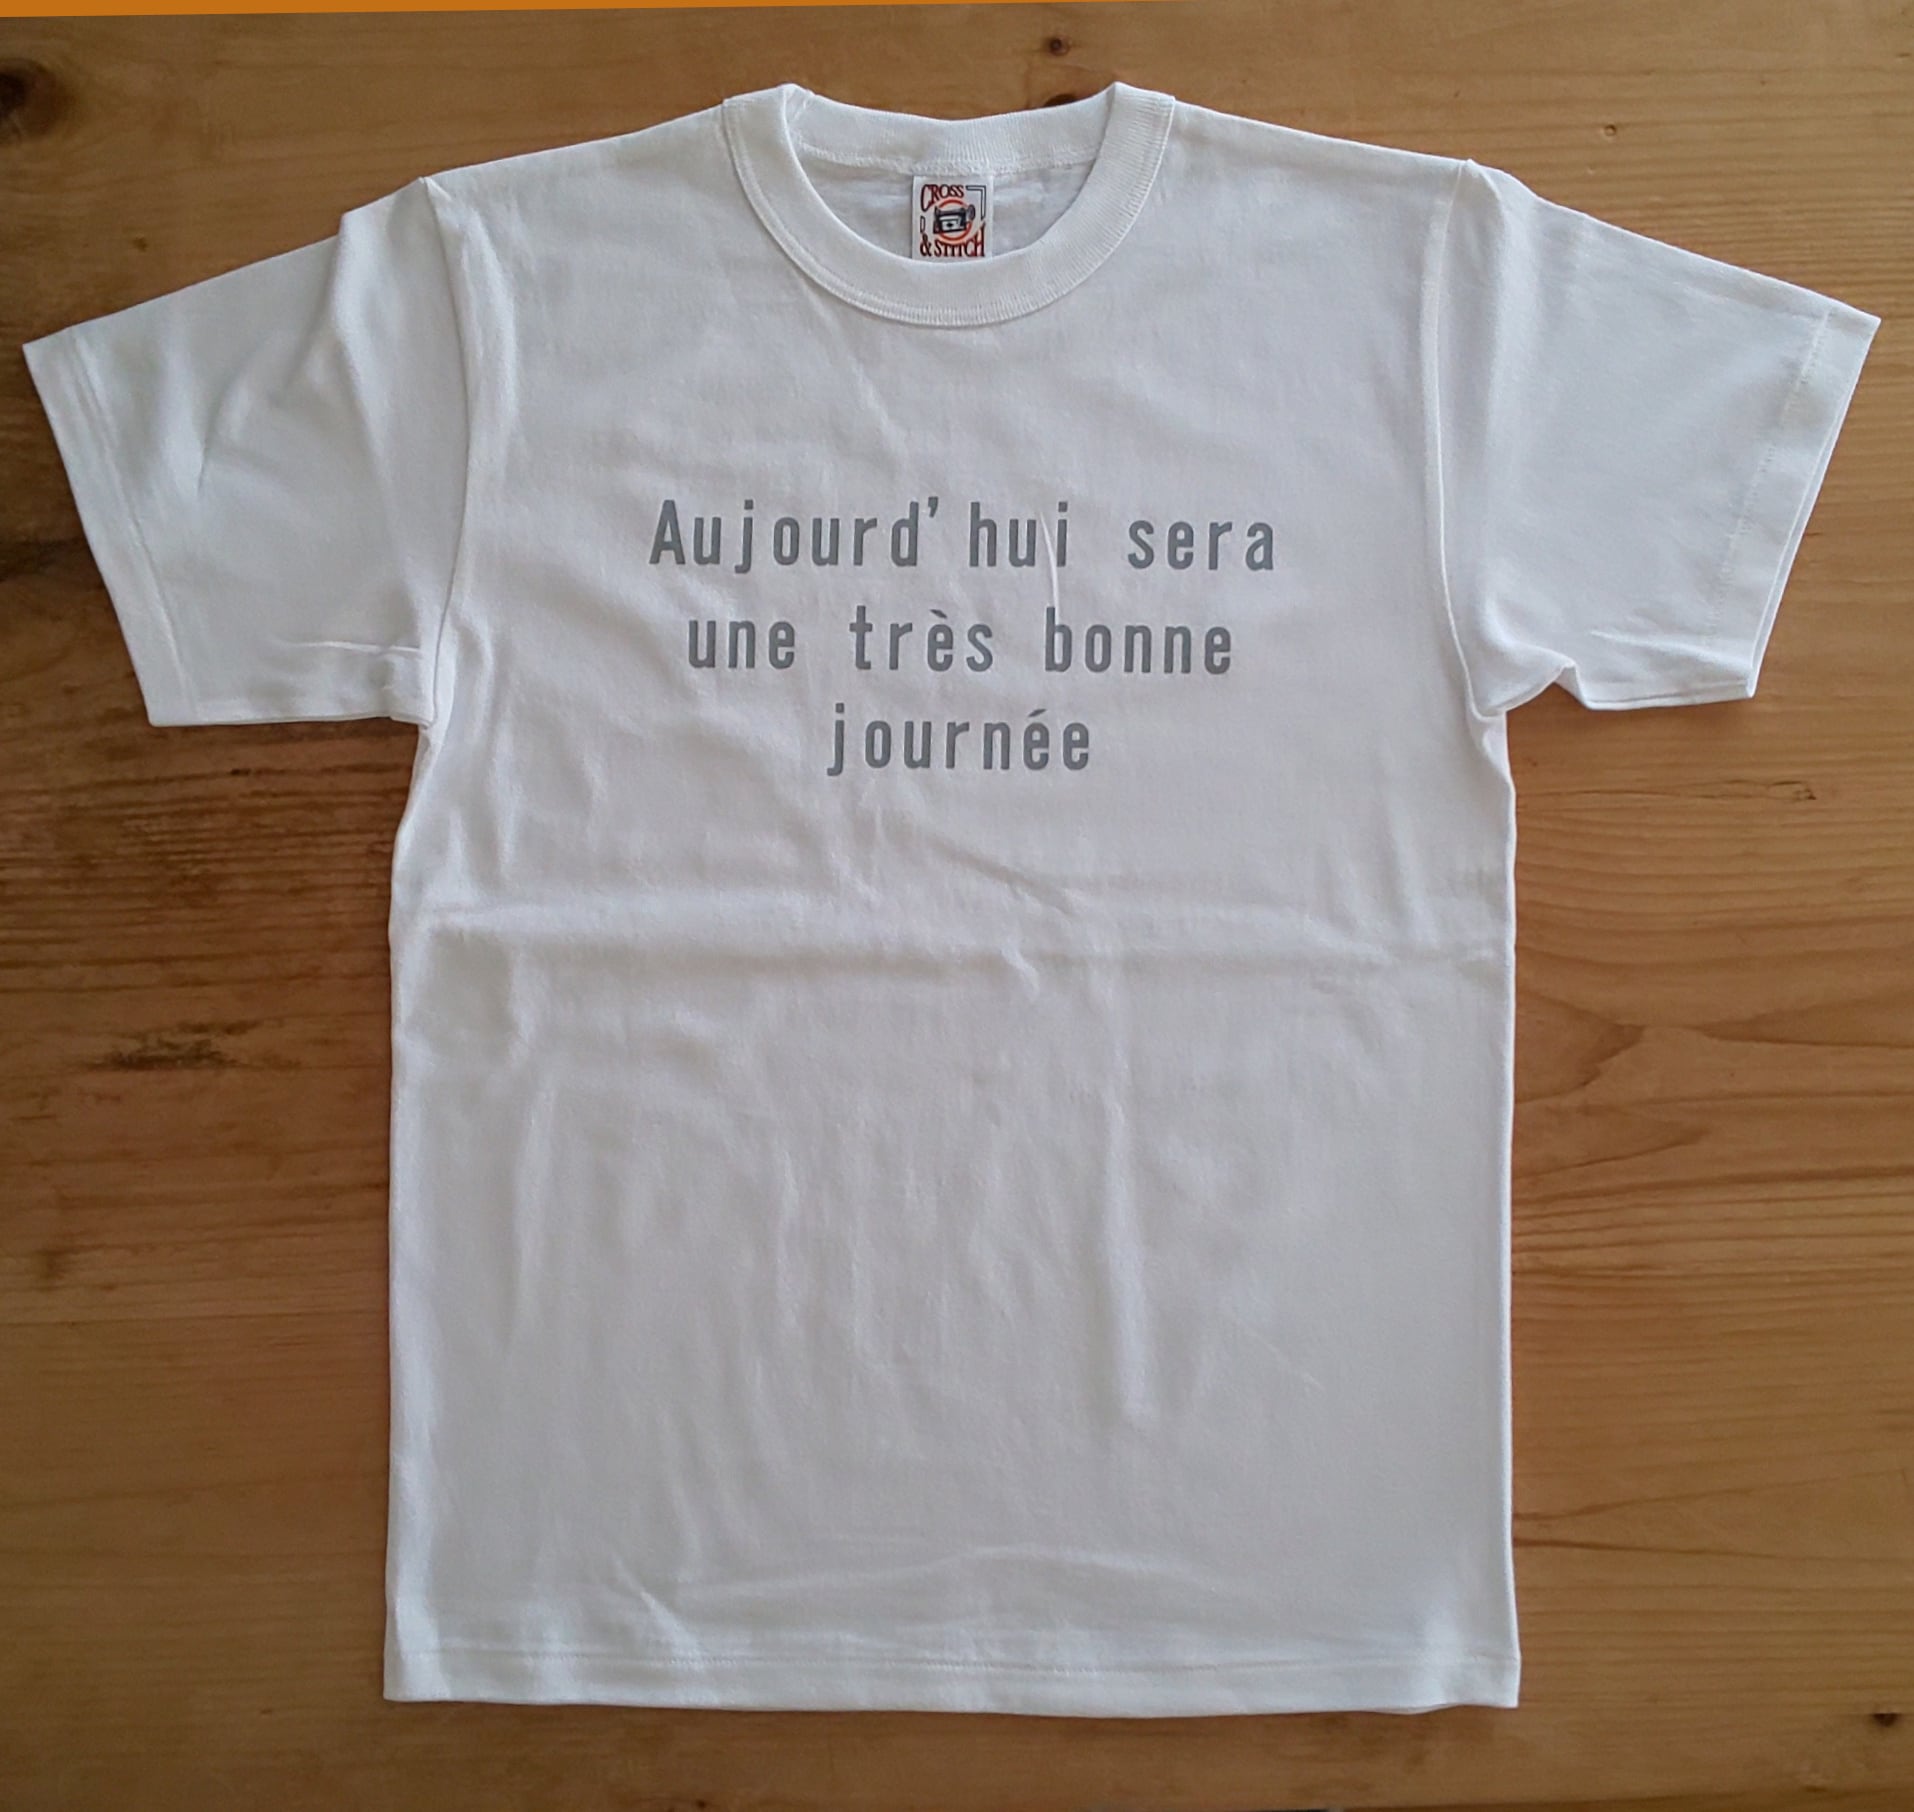 CROSS
& STITCH
Aujourd'hui sera
une très bonne
journée